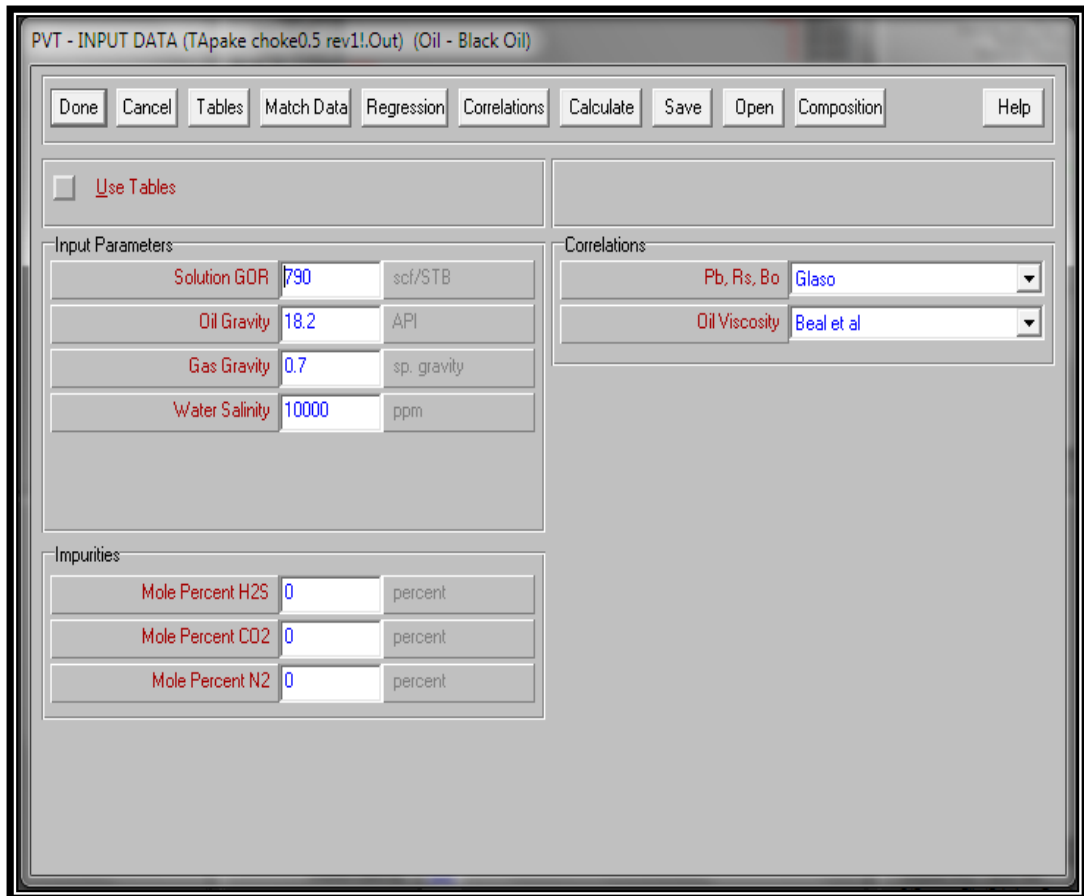 PVT - INPUT DATA (TApake choke0.5 rev1!.Out) (Oil - Black Oil)
Done Cancel Tables Match Data Regression Correlations Calculate Save Open Composition Help
Use Tables
Input Parameters
Solution GOR 790 scf/STB
Oil Gravity 18.2 API
Gas Gravity 0.7 sp. gravity
Water Salinity 10000 ppm
Correlations
Pb, Rs, Bo Glaso
Oil Viscosity Beal et al
Impurities
Mole Percent H2S 0 percent
Mole Percent CO2 0 percent
Mole Percent N2 0 percent